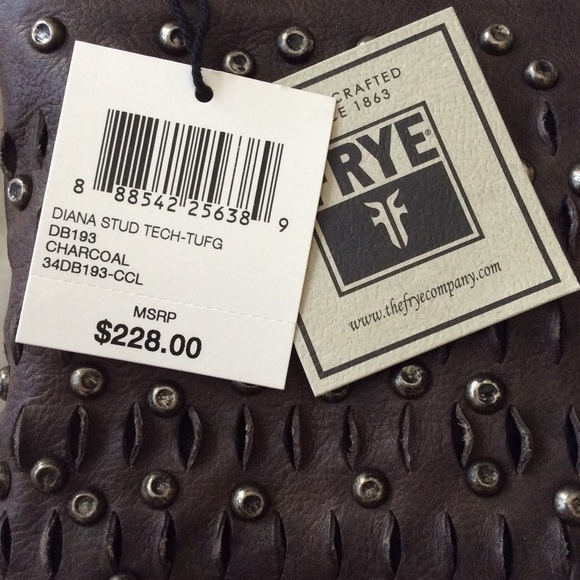 8 88542 25638 9
DIANA STUD TECH-TUFG
DB193
CHARCOAL
34DB193-CCL
MSRP
$228.00
CRAFTED
1863
FRYE®
www.thefryecompany.com